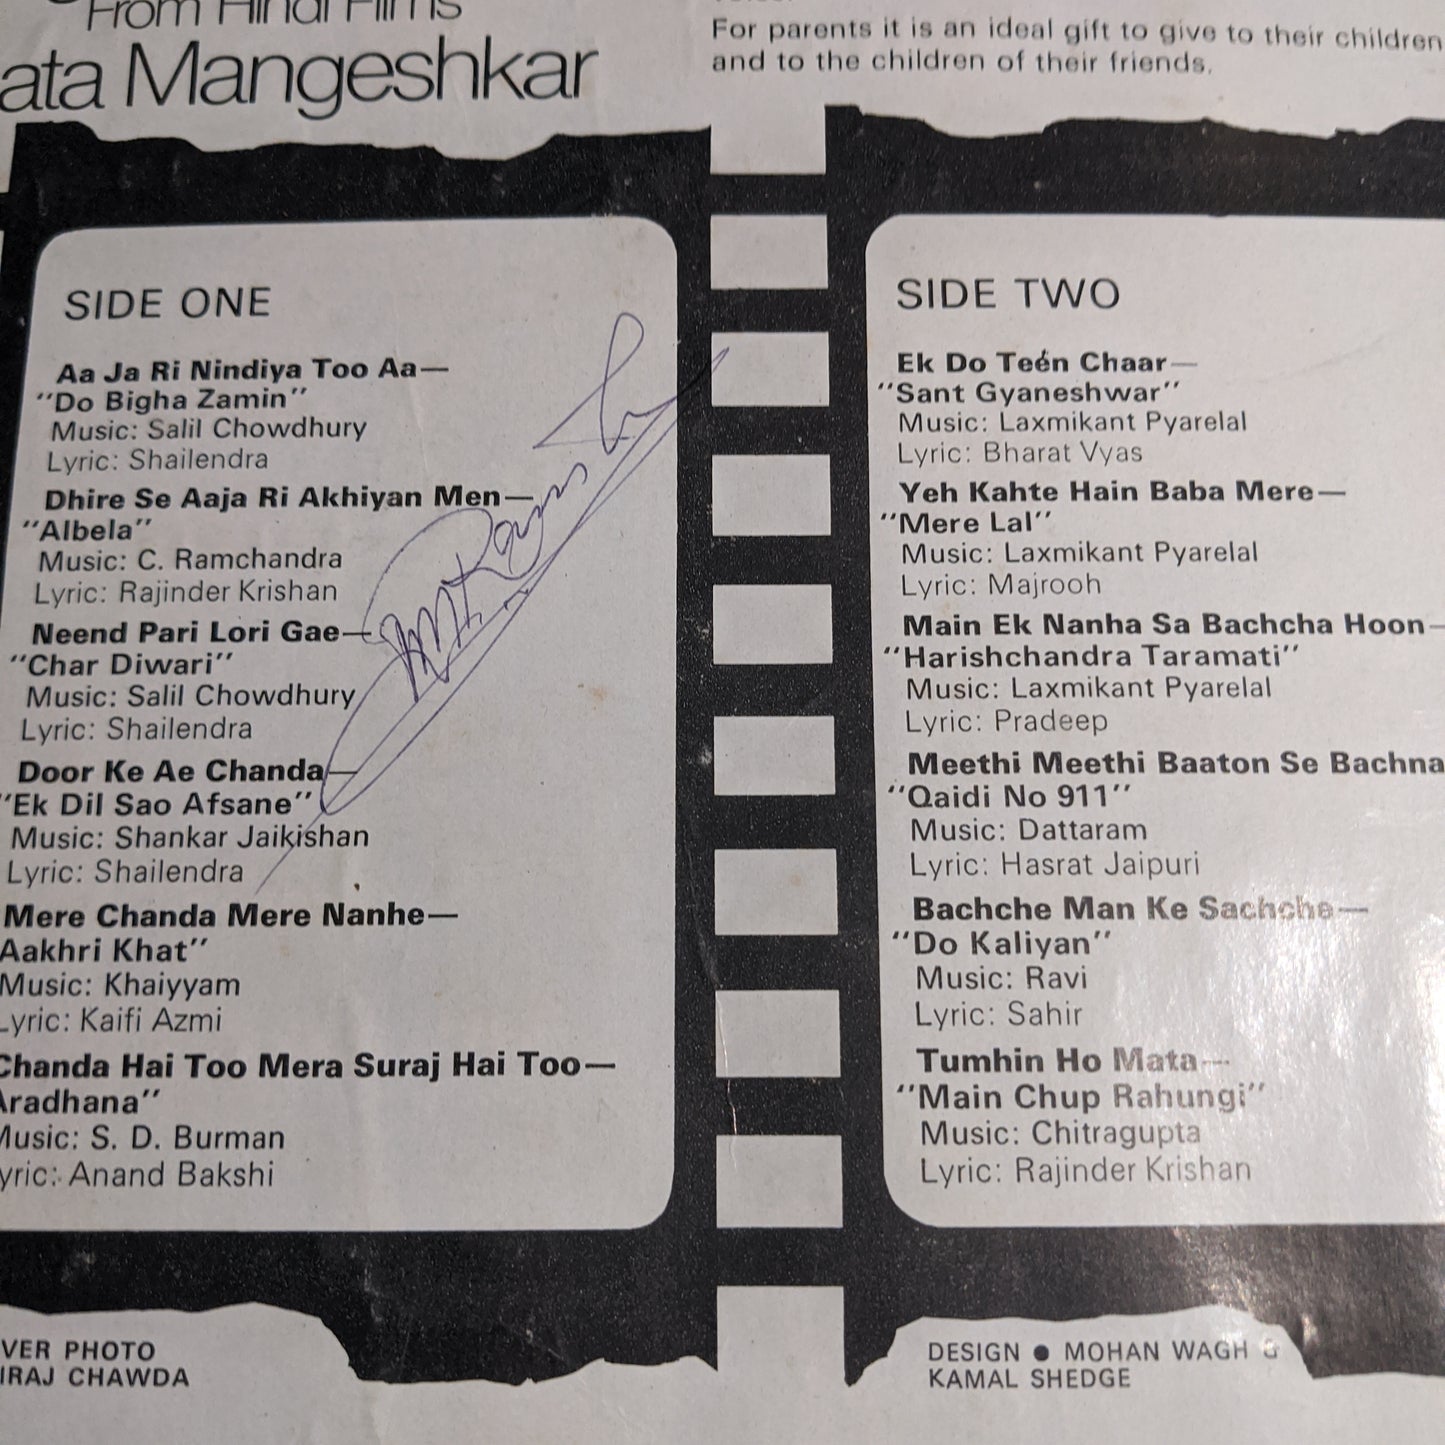 From Hindi Films
ata Mangeshkar
For parents it is an ideal gift to give to their children
and to the children of their friends.
SIDE ONE
Aa Ja Ri Nindiya Too Aa—
"Do Bigha Zamin"
Music: Salil Chowdhury
Lyric: Shailendra
Dhire Se Aaja Ri Akhiyan Men—
"Albela"
Music: C. Ramchandra
Lyric: Rajinder Krishan
Neend Pari Lori Gae—
"Char Diwari"
Music: Salil Chowdhury
Lyric: Shailendra
Door Ke Ae Chanda—
"Ek Dil Sao Afsane"
Music: Shankar Jaikishan
Lyric: Shailendra
Mere Chanda Mere Nanhe—
Aakhri Khat"
Music: Khaiyyam
Lyric: Kaifi Azmi
Chanda Hai Too Mera Suraj Hai Too—
Aradhana"
Music: S. D. Burman
yric: Anand Bakshi
SIDE TWO
Ek Do Teén Chaar—
"Sant Gyaneshwar"
Music: Laxmikant Pyarelal
Lyric: Bharat Vyas
Yeh Kahte Hain Baba Mere—
"Mere Lal"
Music: Laxmikant Pyarelal
Lyric: Majrooh
Main Ek Nanha Sa Bachcha Hoon—
"Harishchandra Taramati"
Music: Laxmikant Pyarelal
Lyric: Pradeep
Meethi Meethi Baaton Se Bachna
"Qaidi No 911"
Music: Dattaram
Lyric: Hasrat Jaipuri
Bachche Man Ke Sachche—
"Do Kaliyan"
Music: Ravi
Lyric: Sahir
Tumhin Ho Mata—
"Main Chup Rahungi"
Music: Chitragupta
Lyric: Rajinder Krishan
VER PHOTO
IRAJ CHAWDA
DESIGN ● MOHAN WAGH &
KAMAL SHEDGE